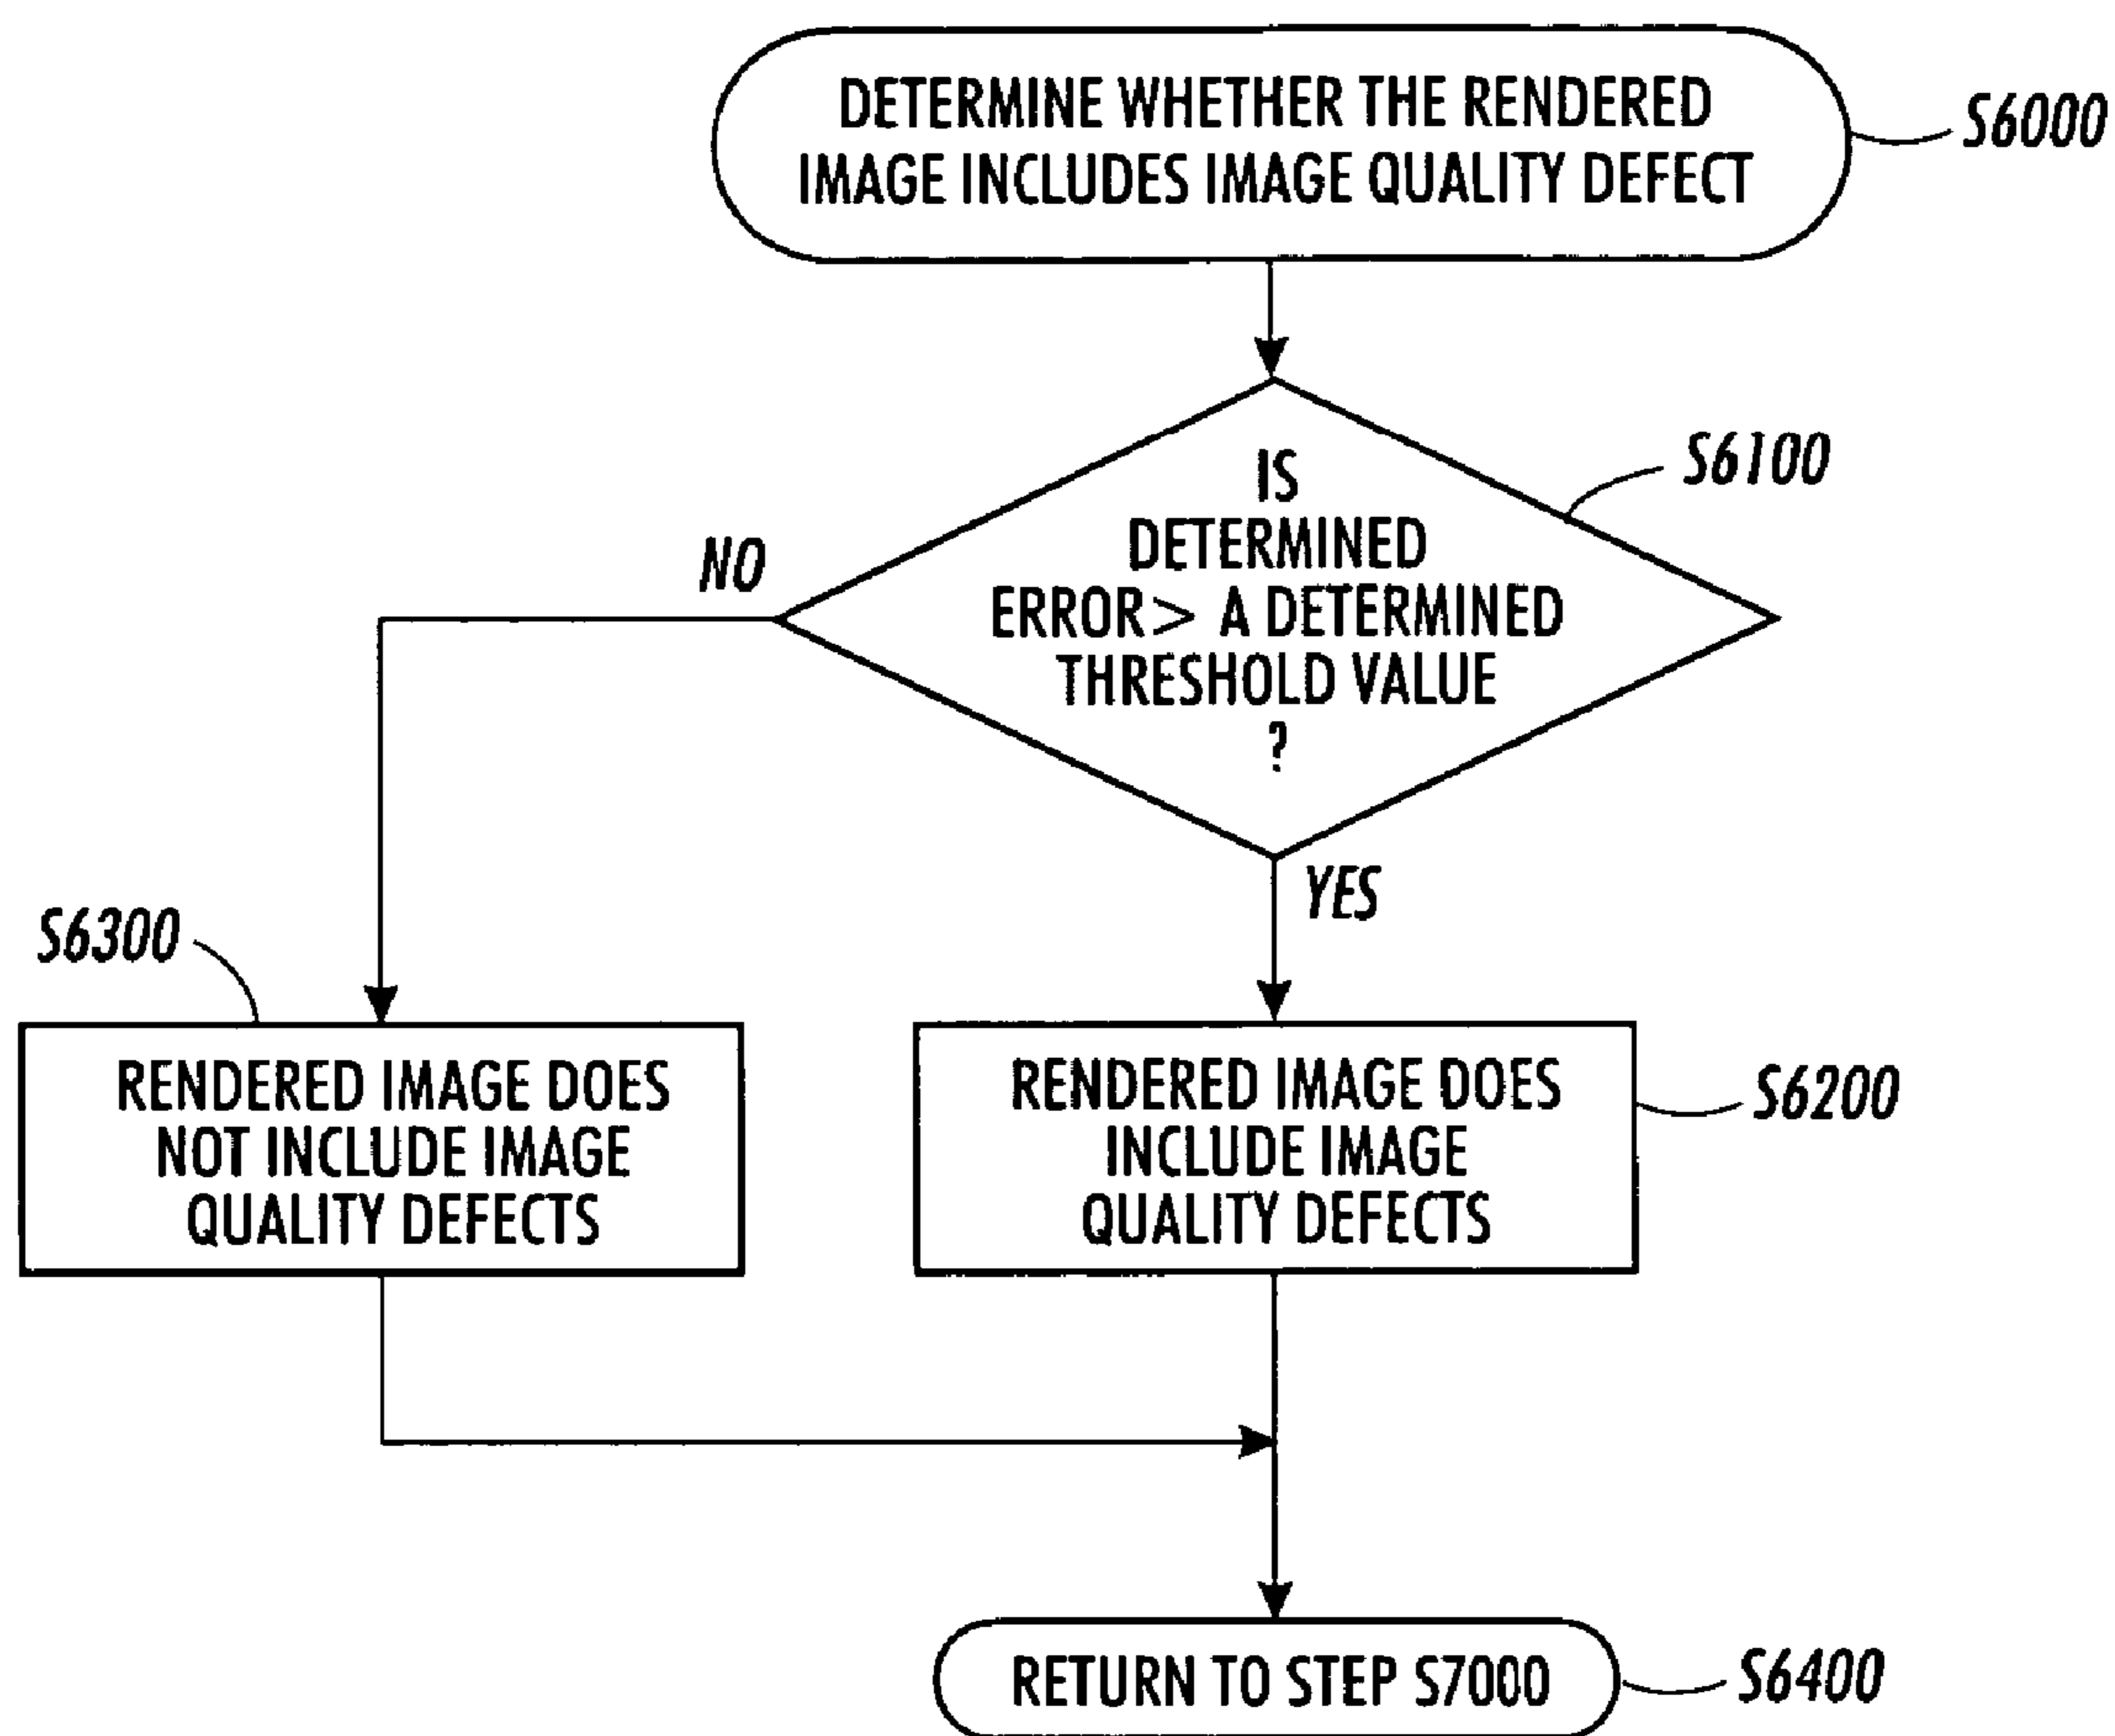 DETERMINE WHETHER THE RENDERED
IMAGE INCLUDES IMAGE QUALITY DEFECT
S6000
IS
DETERMINED
ERROR> A DETERMINED
THRESHOLD VALUE
?
S6100
NO
YES
S6300
RENDERED IMAGE DOES
NOT INCLUDE IMAGE
QUALITY DEFECTS
RENDERED IMAGE DOES
INCLUDE IMAGE
QUALITY DEFECTS
S6200
RETURN TO STEP S7000
S6400